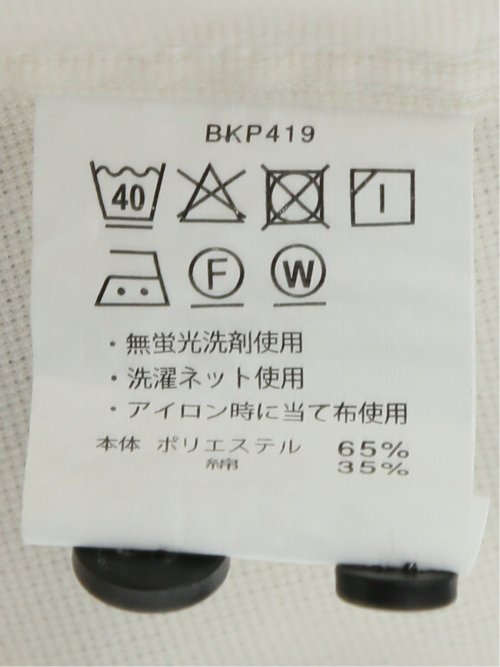 BKP419
40
F W
・無蛍光洗剤使用
・洗濯ネット使用
・アイロン時に当て布使用
本体 ポリエステル 65%
綿 35%